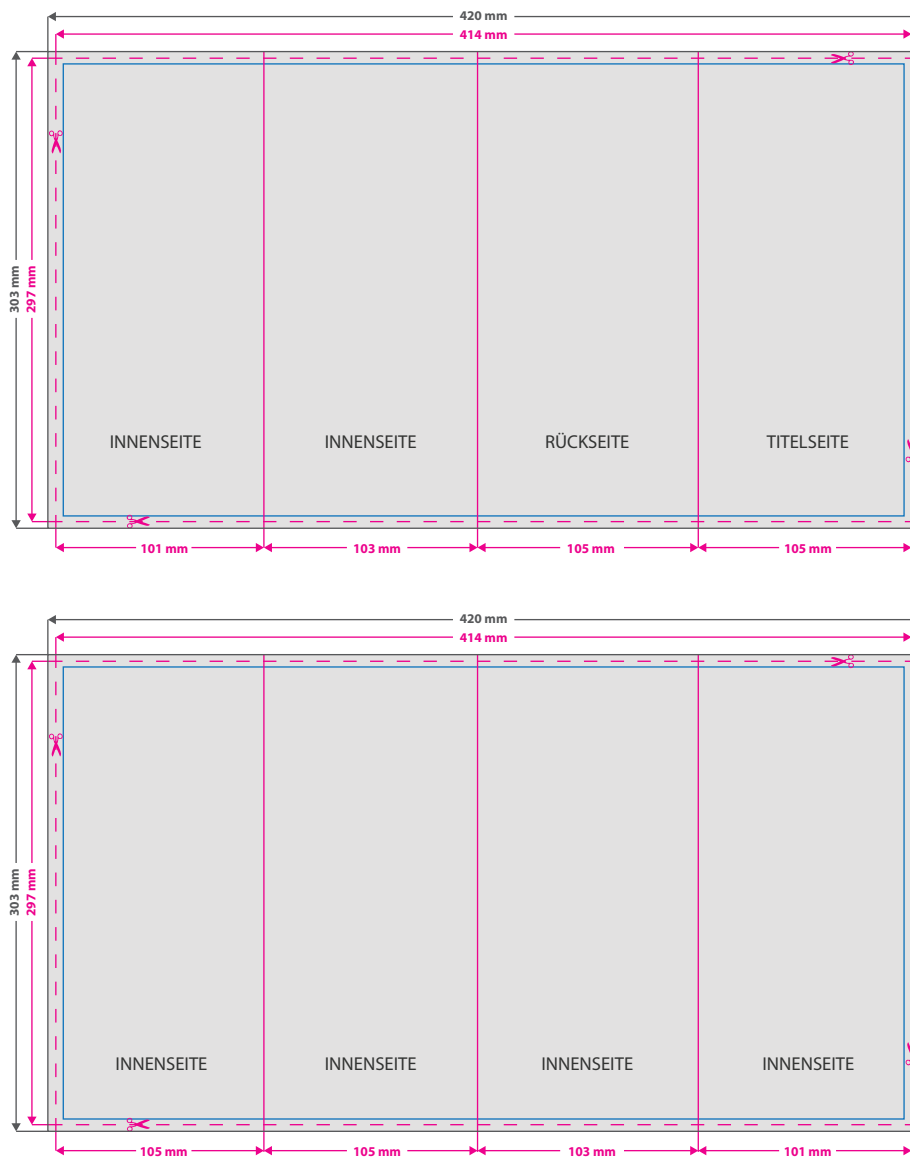 420 mm
414 mm
303 mm
297 mm
INNENSEITE INNENSEITE RÜCKSEITE TITELSEITE
101 mm 103 mm 105 mm 105 mm
420 mm
414 mm
303 mm
297 mm
INNENSEITE INNENSEITE INNENSEITE INNENSEITE
105 mm 105 mm 103 mm 101 mm